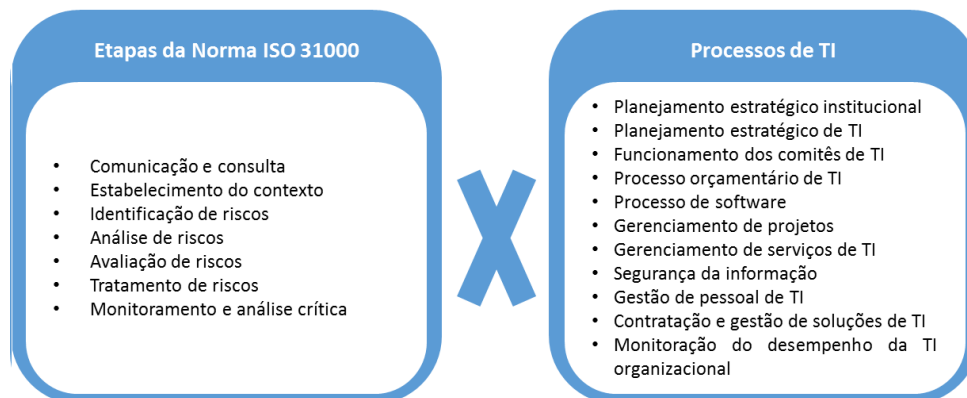 Etapas da Norma ISO 31000
• Comunicação e consulta
• Estabelecimento do contexto
• Identificação de riscos
• Análise de riscos
• Avaliação de riscos
• Tratamento de riscos
• Monitoramento e análise crítica
Processos de TI
• Planejamento estratégico institucional
• Planejamento estratégico de TI
• Funcionamento dos comitês de TI
• Processo orçamentário de TI
• Processo de software
• Gerenciamento de projetos
• Gerenciamento de serviços de TI
• Segurança da informação
• Gestão de pessoal de TI
• Contratação e gestão de soluções de TI
• Monitoração do desempenho da TI
organizacional